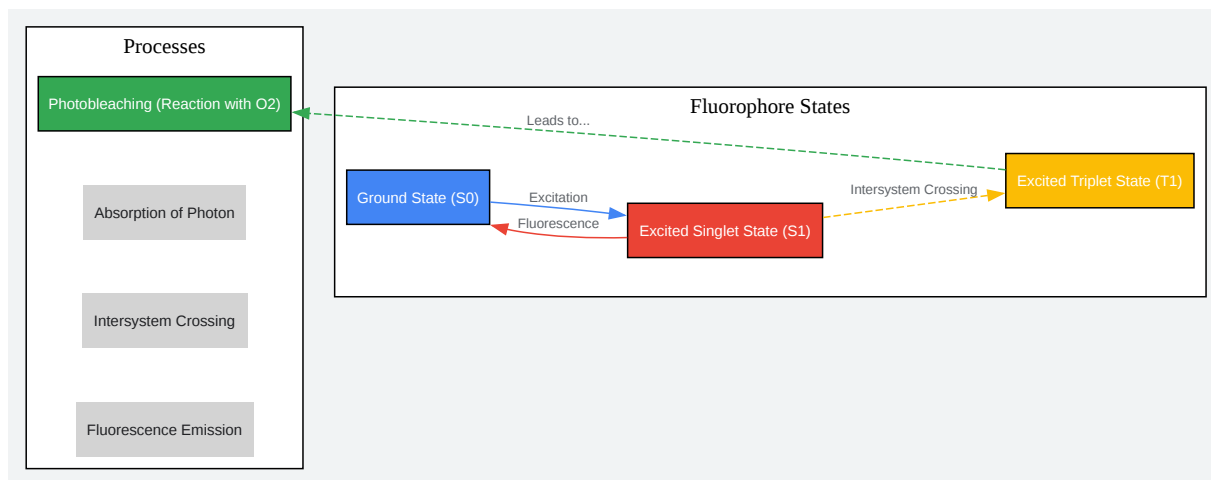 Processes
Photobleaching (Reaction with O2)
Absorption of Photon
Intersystem Crossing
Fluorescence Emission
Fluorophore States
Leads to...
Ground State (S0)
Excitation
Fluorescence
Excited Singlet State (S1)
Intersystem Crossing
Excited Triplet State (T1)